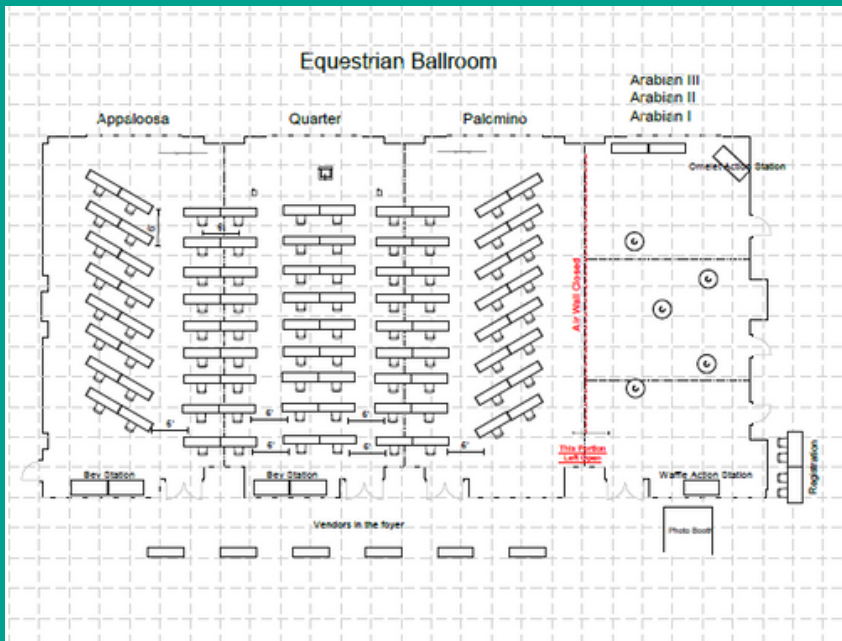 Equestrian Ballroom
Arabian III
Arabian II
Arabian I
Appaloosa
Quarter
Palomino
Omelet Action Station
6'
6'
Air Wall Closed
6'
6'
6'
6'
6'
6'
This Portion
Left Open
Bev Station
Bev Station
Waffle Action Station
Registration
Vendors in the foyer
Photo Booth